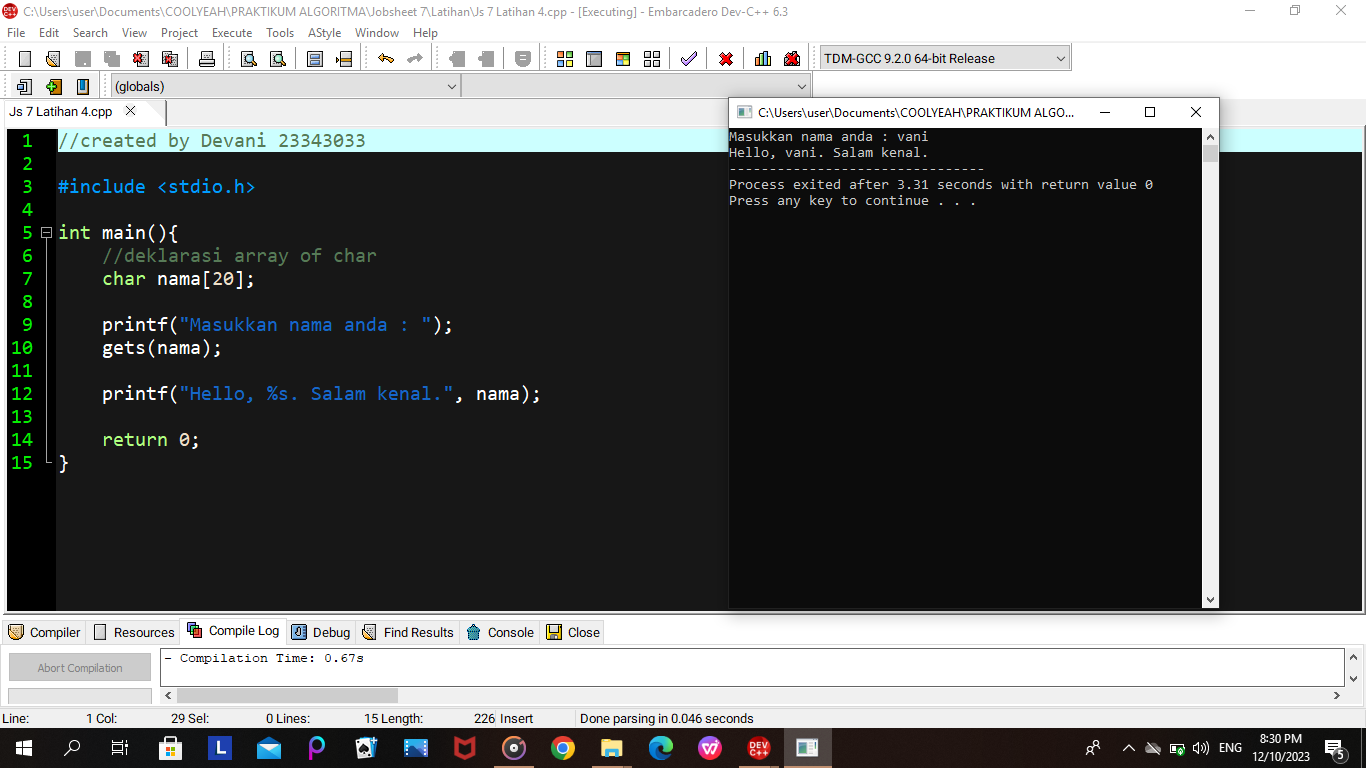 C:\Users\user\Documents\COOLYEAH\PRAKTIKUM ALGORITMA\Jobsheet 7\Latihan\Js 7 Latihan 4.cpp - [Executing] - Embarcadero Dev-C++ 6.3
File Edit Search View Project Execute Tools AStyle Window Help
TDM-GCC 9.2.0 64-bit Release
(globals)
Js 7 Latihan 4.cpp
1 //created by Devani 23343033
2
3 #include <stdio.h>
4
5 int main(){
6 //deklarasi array of char
7 char nama[20];
8
9 printf("Masukkan nama anda : ");
10 gets(nama);
11
12 printf("Hello, %s. Salam kenal.", nama);
13
14 return 0;
15 }
C:\Users\user\Documents\COOLYEAH\PRAKTIKUM ALGO...
Masukkan nama anda : vani
Hello, vani. Salam kenal.
--------------------------------
Process exited after 3.31 seconds with return value 0
Press any key to continue . . .
Compiler Resources Compile Log Debug Find Results Console Close
Abort Compilation
- Compilation Time: 0.67s
Line: 1 Col: 29 Sel: 0 Lines: 15 Length: 226 Insert Done parsing in 0.046 seconds
L
DEV
C++
ENG
8:30 PM
12/10/2023
5